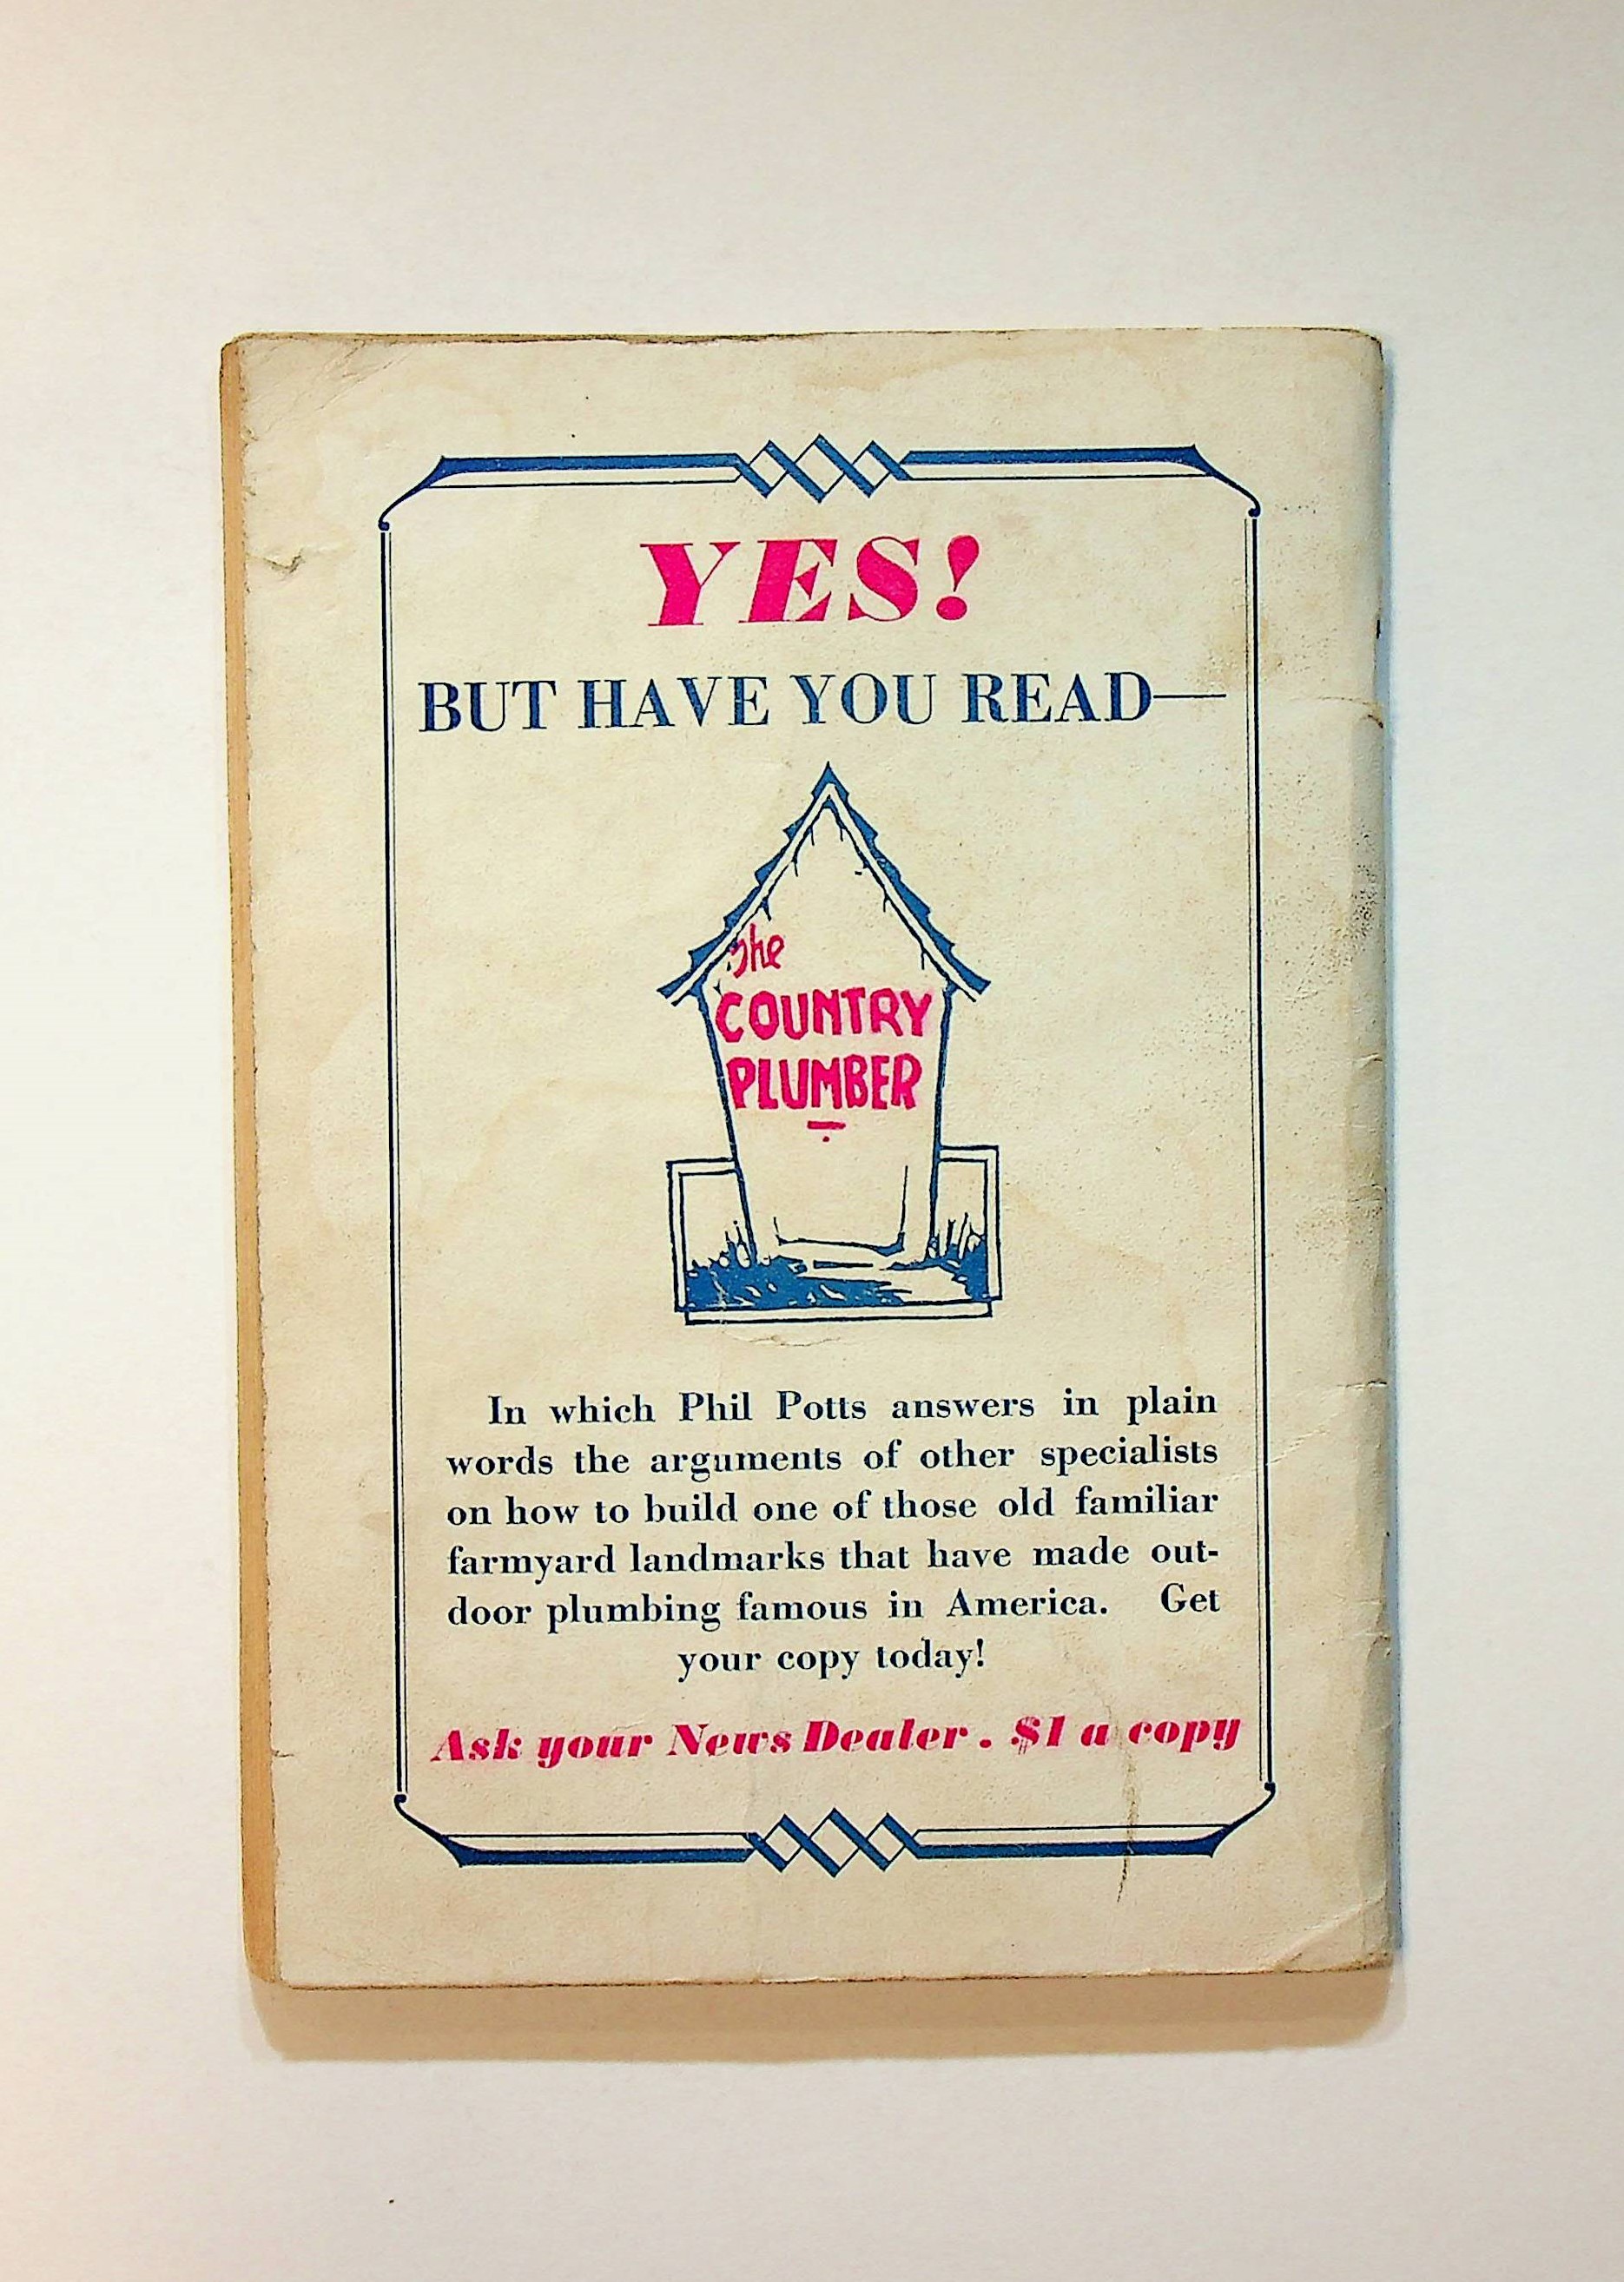 YES!
BUT HAVE YOU READ—
The
COUNTRY
PLUMBER
In which Phil Potts answers in plain
words the arguments of other specialists
on how to build one of those old familiar
farmyard landmarks that have made out-
door plumbing famous in America. Get
your copy today!
Ask your News Dealer . $1 a copy